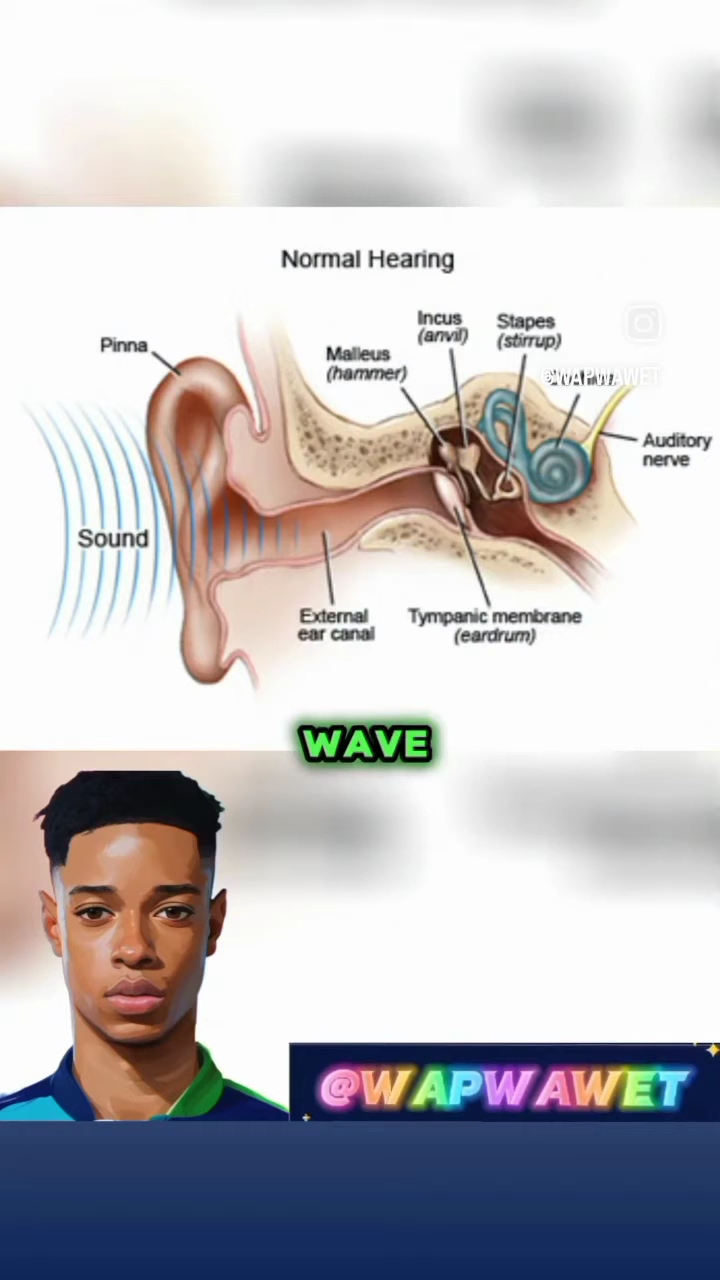 Normal Hearing
Incus
(anvil)
Stapes
(stirrup)
Pinna
Malleus
(hammer)
@WAPWAWET
Auditory
nerve
Sound
External
ear canal
Tympanic membrane
(eardrum)
WAVE
@WAPWAWET